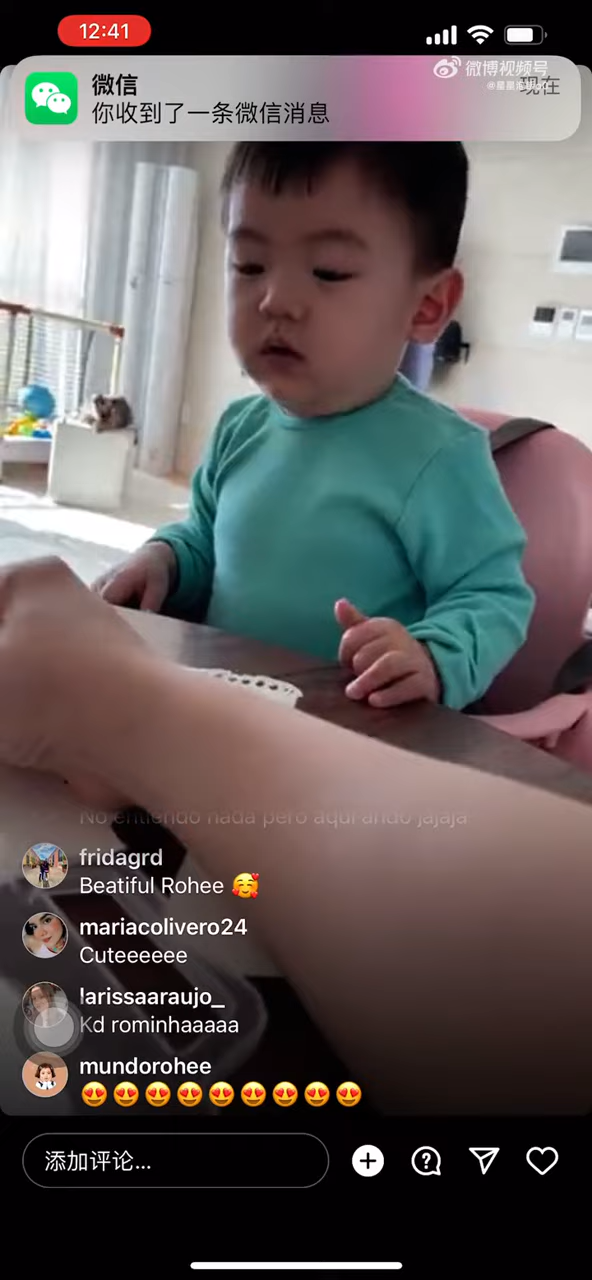 12:41
微信
现在
你收到了一条微信消息
微博视频号
No entiendo nada pero aquí ando jajaja
fridagrd
Beatiful Rohee 🥰
mariacolivero24
Cuteeeeee
larissaaraujo_
Kd rominhaaaaa
mundorohee
😍😍😍😍😍😍😍😍😍
添加评论...